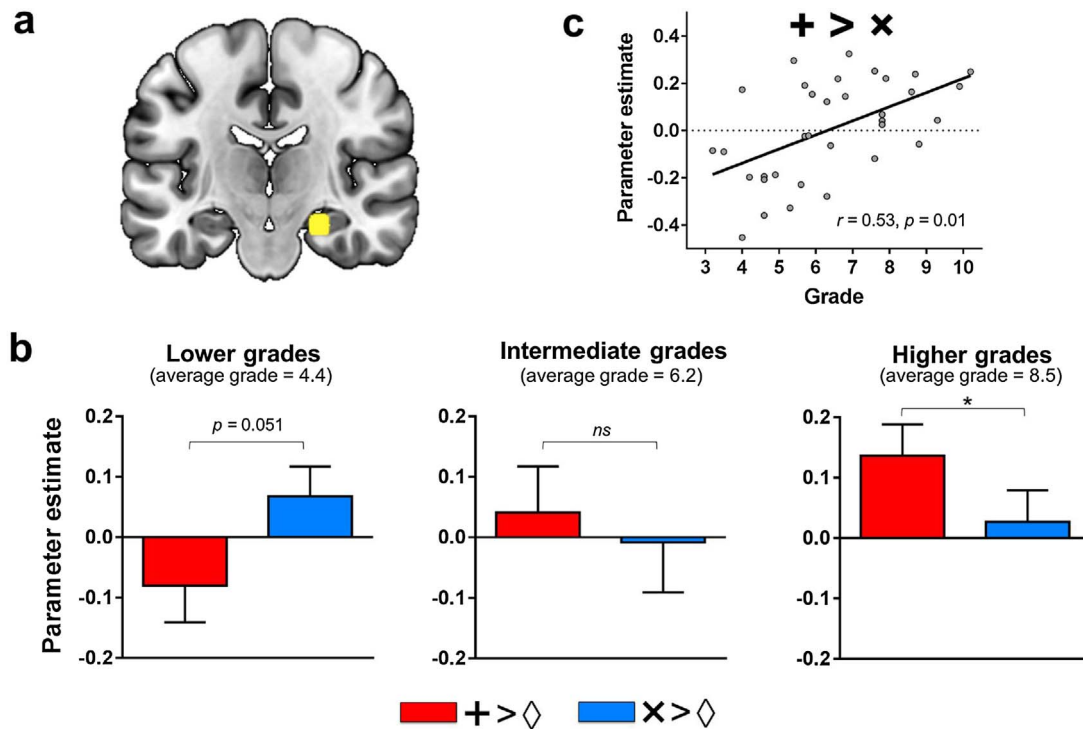 a
c
+ > ×
Parameter estimate
0.4
0.2
0.0
-0.2
-0.4
r = 0.53, p = 0.01
3 4 5 6 7 8 9 10
Grade
b
Lower grades
(average grade = 4.4)
Parameter estimate
0.2
0.1
0.0
-0.1
-0.2
p = 0.051
Intermediate grades
(average grade = 6.2)
0.2
0.1
0.0
-0.1
-0.2
ns
Higher grades
(average grade = 8.5)
0.2
0.1
0.0
-0.1
-0.2
*
+ > ◊
× > ◊